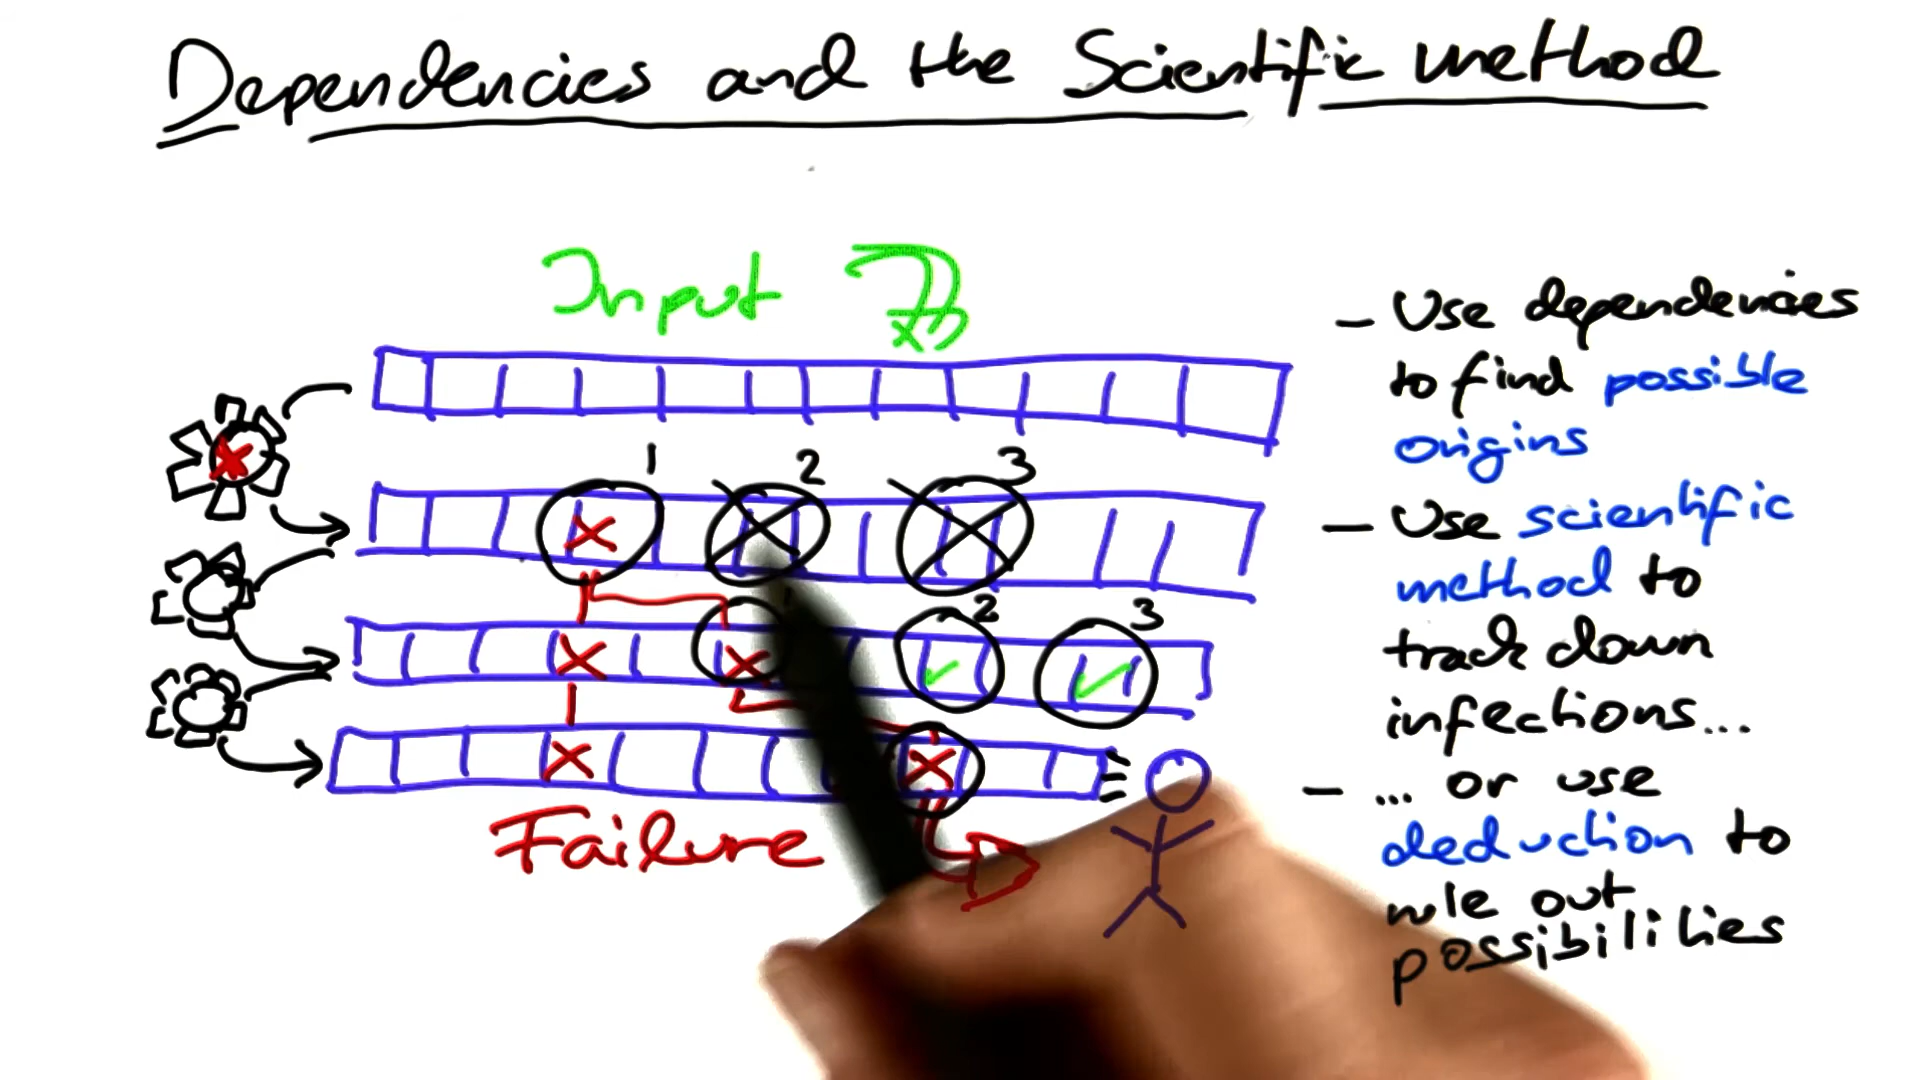 Dependencies and the Scientific method
Input
1 2 3
2 3
Failure
- Use dependencies
to find possible
origins
- Use scientific
method to
track down
infections...
- ... or use
deduction to
rule out
possibilities